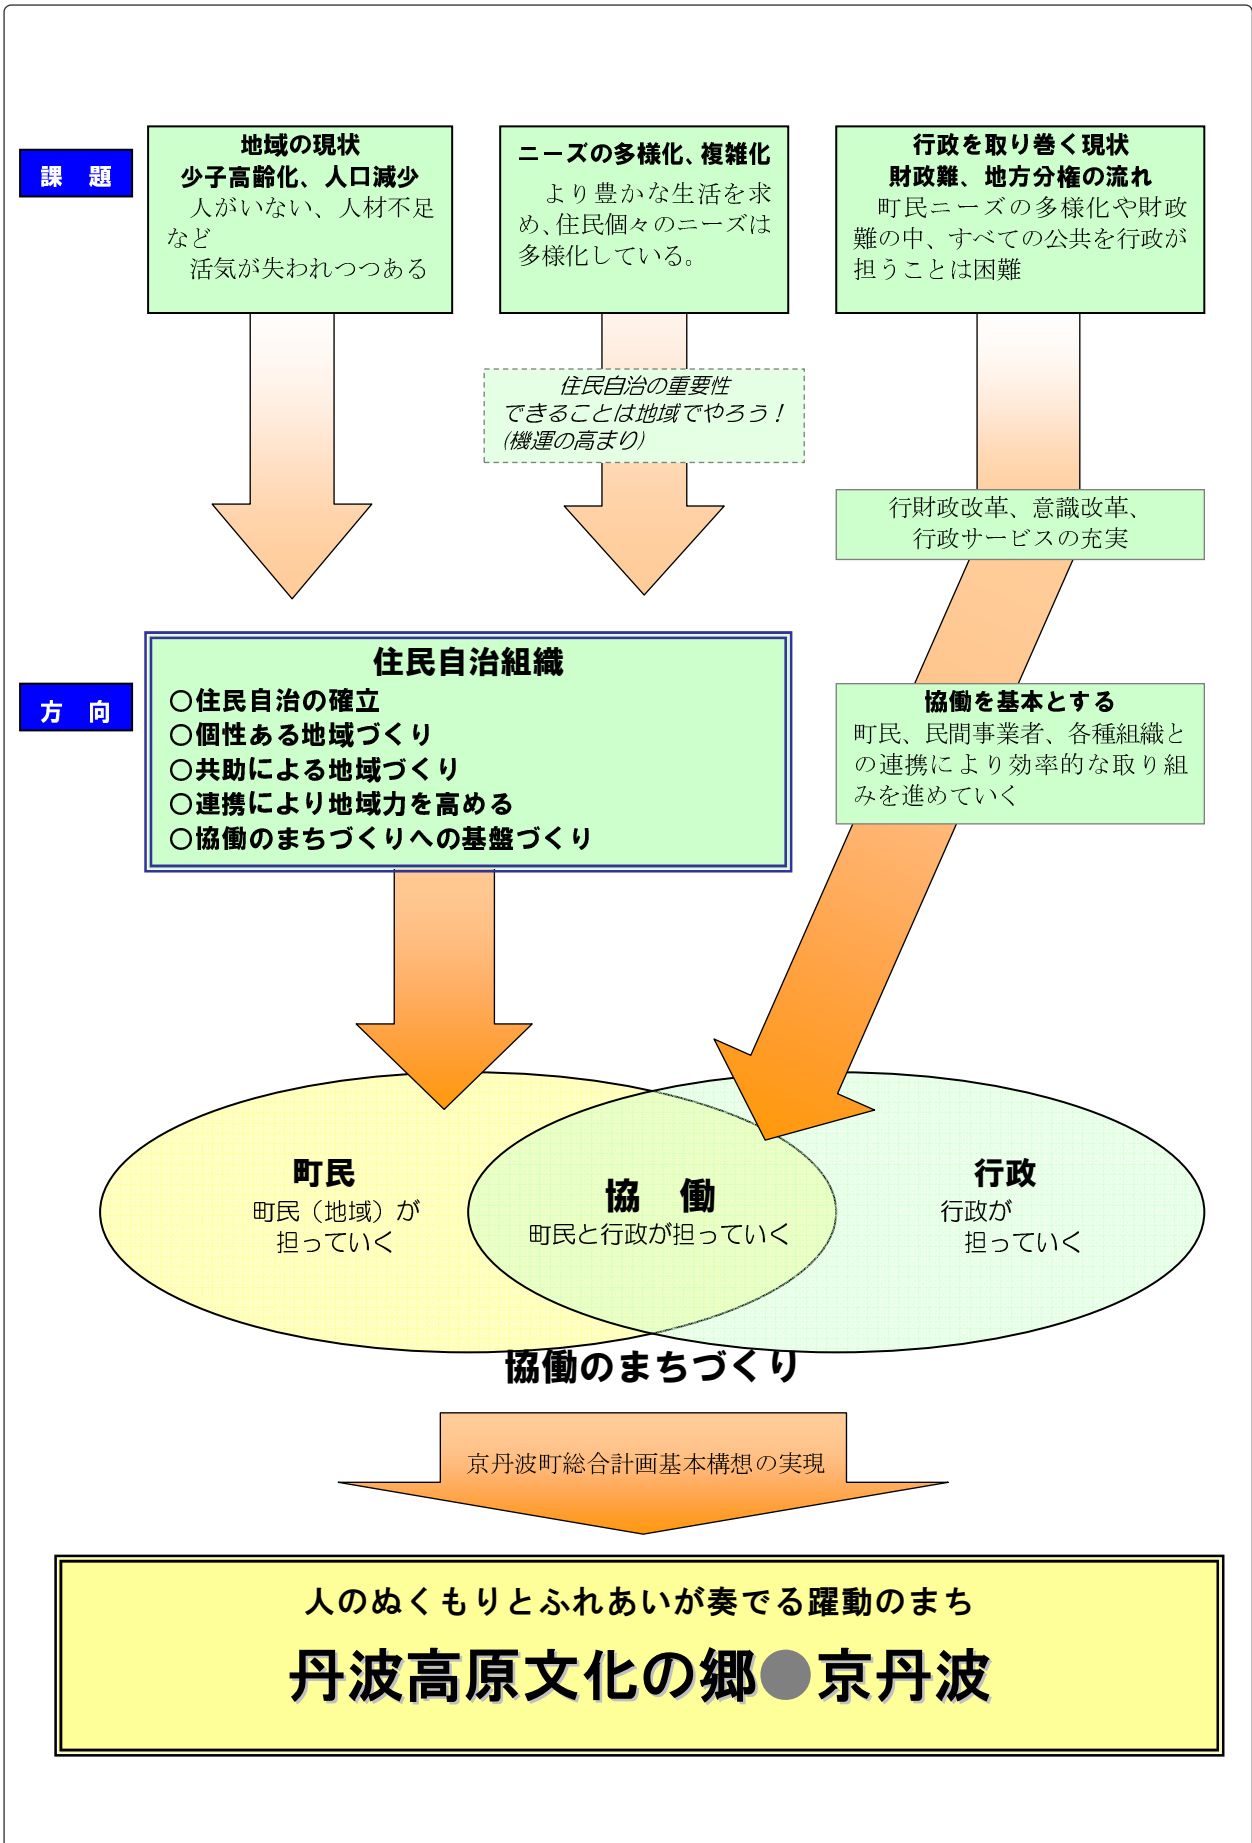 課　題
地域の現状
少子高齢化、人口減少
人がいない、人材不足
など
活気が失われつつある
ニーズの多様化、複雑化
より豊かな生活を求
め、住民個々のニーズは
多様化している。
行政を取り巻く現状
財政難、地方分権の流れ
町民ニーズの多様化や財政
難の中、すべての公共を行政が
担うことは困難
住民自治の重要性
できることは地域でやろう！
(機運の高まり)
行財政改革、意識改革、
行政サービスの充実
方　向
住民自治組織
○住民自治の確立
○個性ある地域づくり
○共助による地域づくり
○連携により地域力を高める
○協働のまちづくりへの基盤づくり
協働を基本とする
町民、民間事業者、各種組織と
の連携により効率的な取り組
みを進めていく
町民
町民（地域）が
担っていく
協　働
町民と行政が担っていく
行政
行政が
担っていく
協働のまちづくり
京丹波町総合計画基本構想の実現
人のぬくもりとふれあいが奏でる躍動のまち
丹波高原文化の郷●京丹波